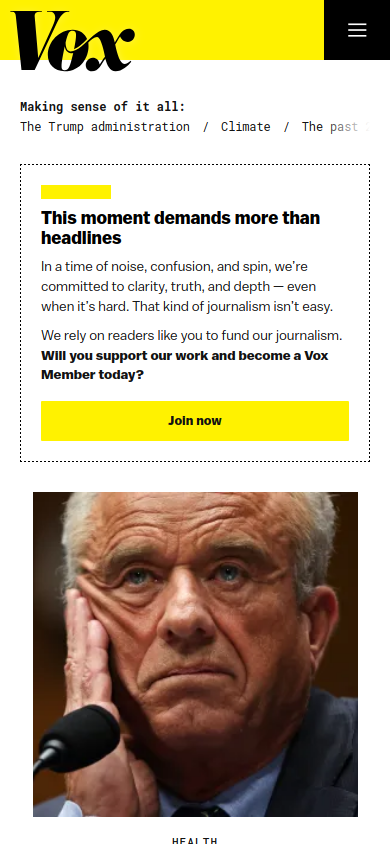 Vox
Making sense of it all:
The Trump administration / Climate / The past
This moment demands more than
headlines
In a time of noise, confusion, and spin, we’re
committed to clarity, truth, and depth — even
when it’s hard. That kind of journalism isn’t easy.
We rely on readers like you to fund our journalism.
Will you support our work and become a Vox
Member today?
Join now
HEALTH